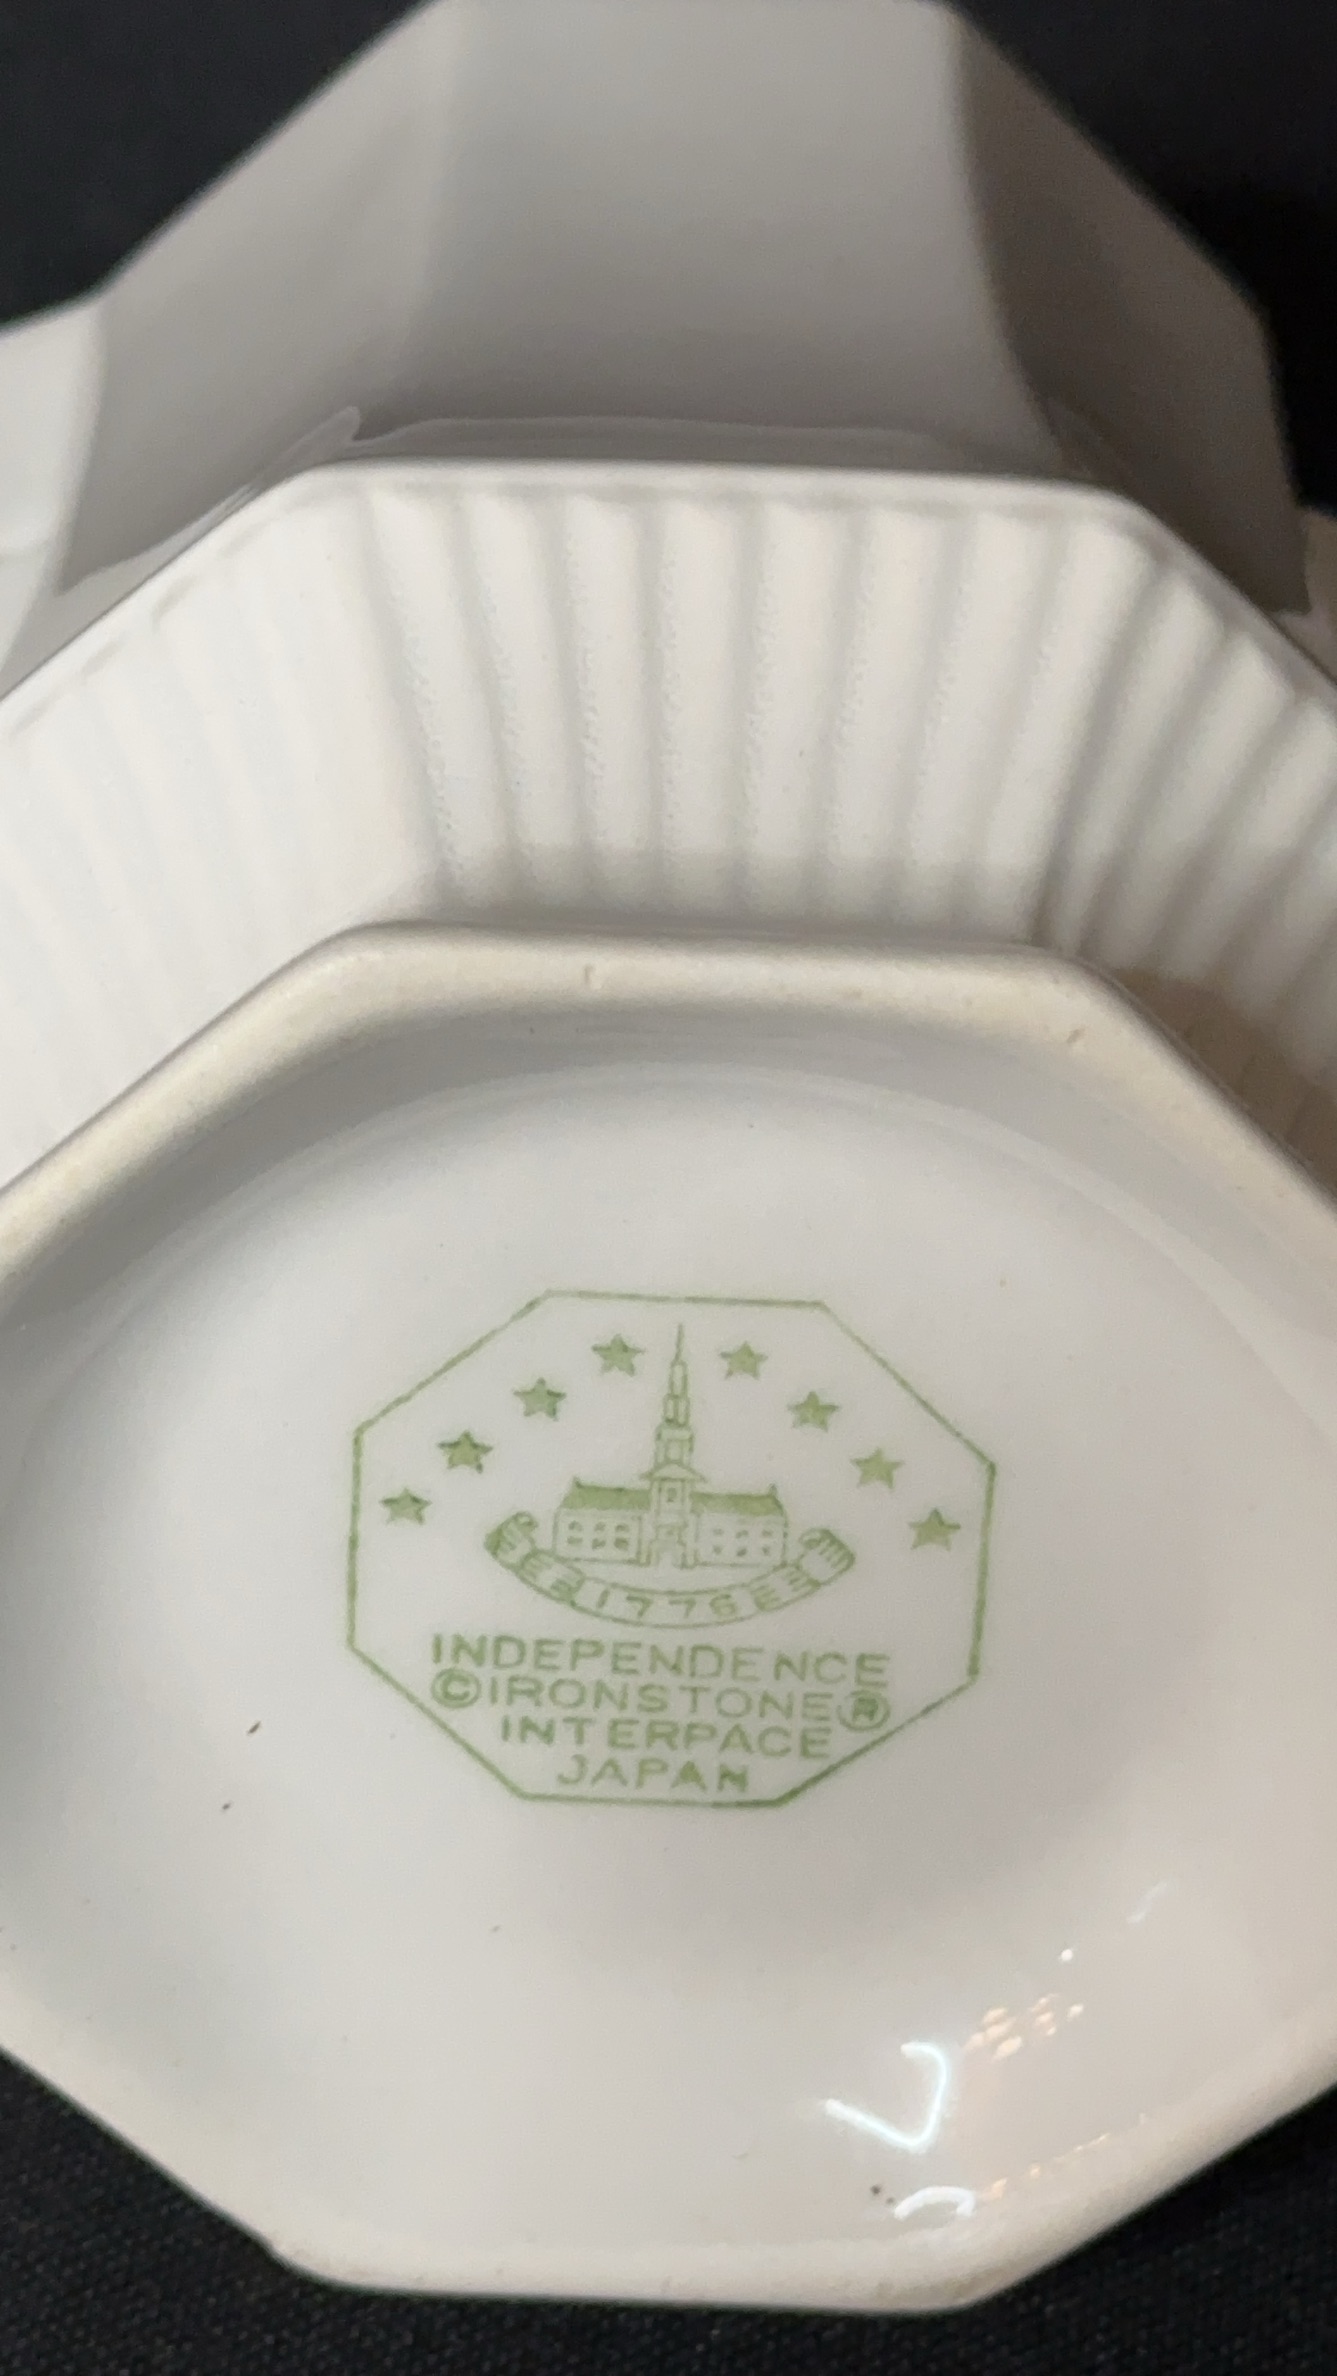 1776
INDEPENDENCE
©IRONSTONE®
INTERPACE
JAPAN